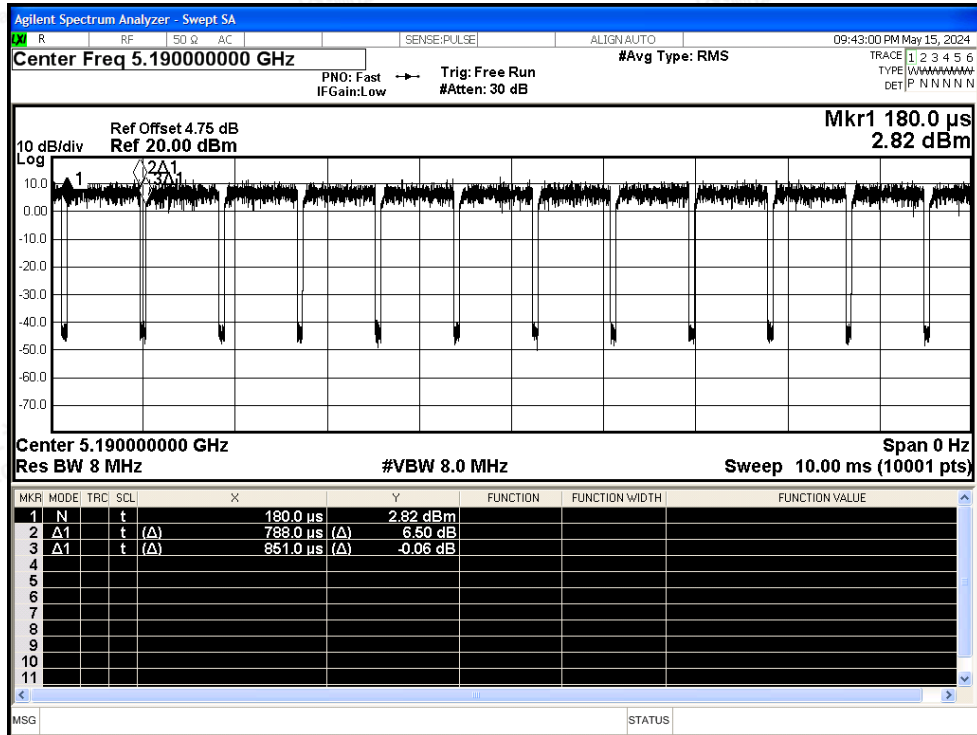 Agilent Spectrum Analyzer - Swept SA
LXI R RF 50 Ω AC SENSE:PULSE ALIGN AUTO 09:43:00 PM May 15, 2024
Center Freq 5.190000000 GHz #Avg Type: RMS TRACE 1 2 3 4 5 6
PNO: Fast Trig: Free Run TYPE W
IFGain:Low #Atten: 30 dB DET P N N N N N
Mkr1 180.0 µs
Ref Offset 4.75 dB
10 dB/div Ref 20.00 dBm 2.82 dBm
Log
2Δ1
1 3Δ1
10.0
0.00
-10.0
-20.0
-30.0
-40.0
-50.0
-60.0
-70.0
Center 5.190000000 GHz Span 0 Hz
Res BW 8 MHz #VBW 8.0 MHz Sweep 10.00 ms (10001 pts)
MKR MODE TRC SCL X Y FUNCTION FUNCTION WIDTH FUNCTION VALUE
1 N t 180.0 µs 2.82 dBm
2 Δ1 t (Δ) 788.0 µs (Δ) 6.50 dB
3 Δ1 t (Δ) 851.0 µs (Δ) -0.06 dB
4
5
6
7
8
9
10
11
MSG STATUS